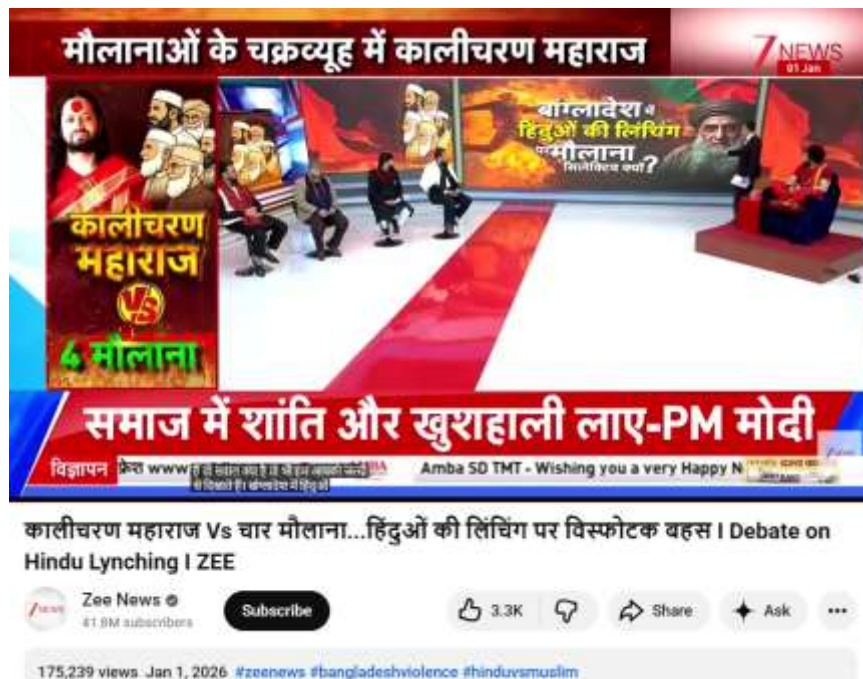 मौलानाओं के चक्रव्यूह में कालीचरण महाराज
NEWS
01 Jan
बांग्लादेश में
हिंदुओं की लिंचिंग
पर मौलाना
सिलेक्टिव क्यों?
कालीचरण
महाराज
VS
4 मौलाना
समाज में शांति और खुशहाली लाए-PM मोदी
विज्ञापन
www
Amba SD TMT - Wishing you a very Happy N
कालीचरण महाराज Vs चार मौलाना...हिंदुओं की लिंचिंग पर विस्फोटक बहस I Debate on
Hindu Lynching I ZEE
Zee News
41.8M subscribers
Subscribe
3.3K
Share
Ask
175,239 views Jan 1, 2026 #zeenews #bangladeshviolence #hinduvsmuslim